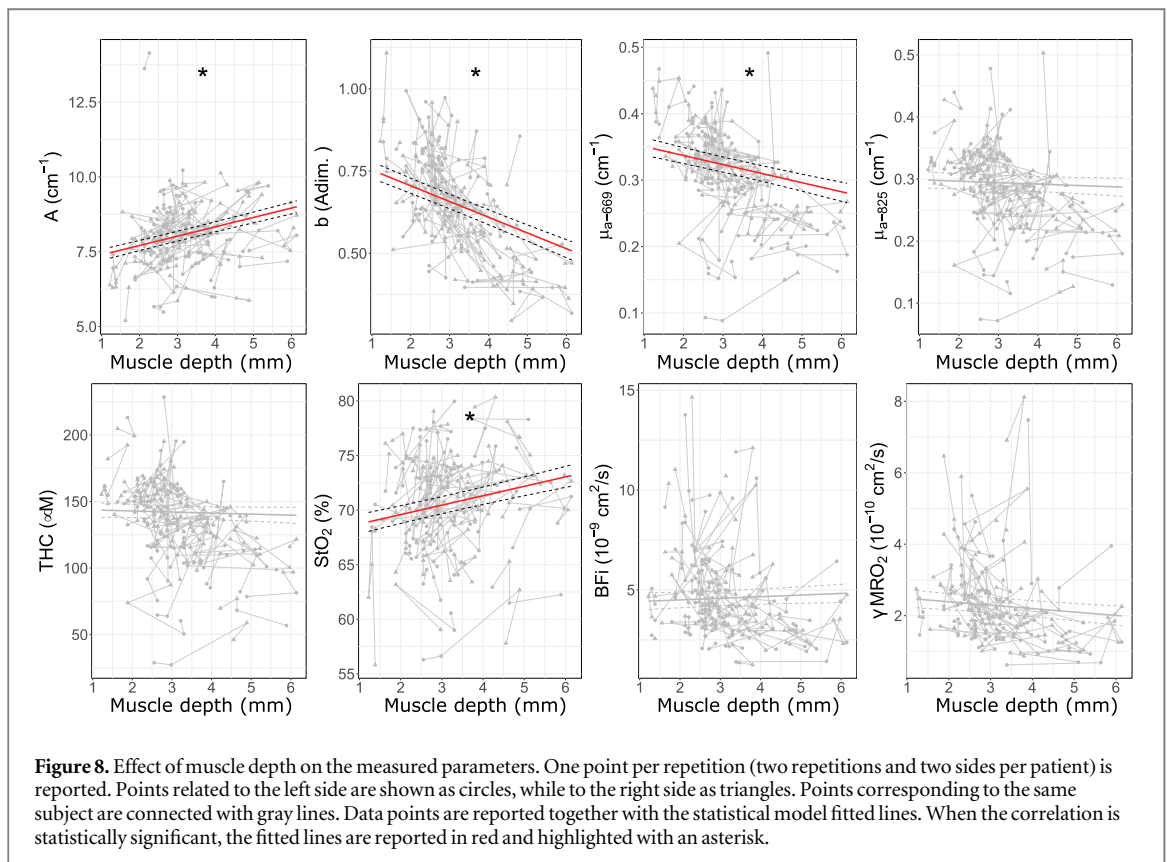 *
*
*
A (cm⁻¹)
12.5
10.0
7.5
5.0
1 2 3 4 5 6
Muscle depth (mm)
b (Adim. )
1.00
0.75
0.50
1 2 3 4 5 6
Muscle depth (mm)
μa−669 (cm⁻¹)
0.5
0.4
0.3
0.2
0.1
1 2 3 4 5 6
Muscle depth (mm)
μa−825 (cm⁻¹)
0.5
0.4
0.3
0.2
0.1
1 2 3 4 5 6
Muscle depth (mm)
THC (∝M)
200
150
100
50
1 2 3 4 5 6
Muscle depth (mm)
*
StO₂ (%)
80
75
70
65
60
55
1 2 3 4 5 6
Muscle depth (mm)
BFi (10⁻⁹ cm²/s)
15
10
5
1 2 3 4 5 6
Muscle depth (mm)
γ MRO₂ (10⁻¹⁰ cm²/s)
8
6
4
2
1 2 3 4 5 6
Muscle depth (mm)
Figure 8. Effect of muscle depth on the measured parameters. One point per repetition (two repetitions and two sides per patient) is
reported. Points related to the left side are shown as circles, while to the right side as triangles. Points corresponding to the same
subject are connected with gray lines. Data points are reported together with the statistical model fitted lines. When the correlation is
statistically significant, the fitted lines are reported in red and highlighted with an asterisk.